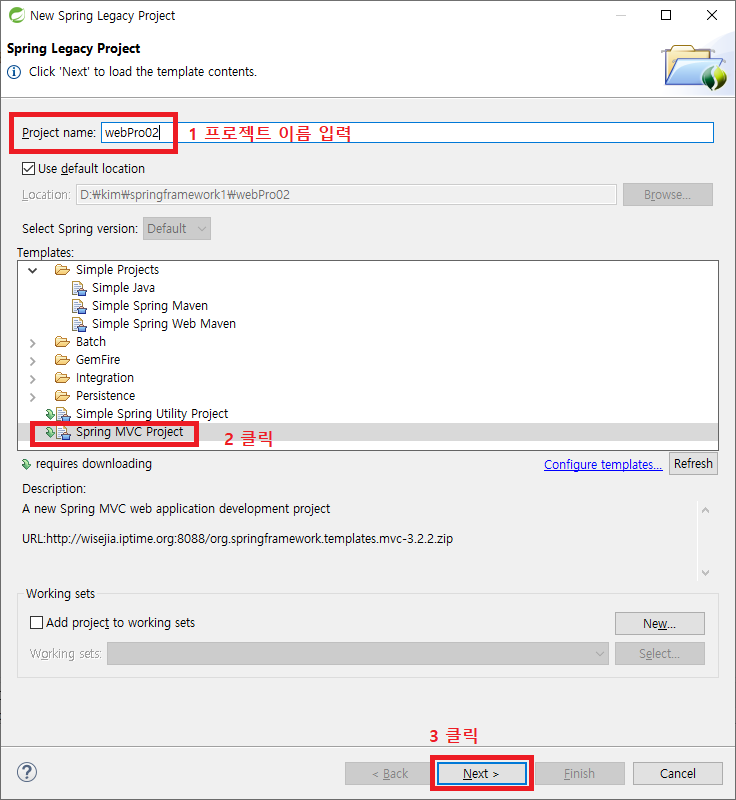 New Spring Legacy Project
Spring Legacy Project
Click 'Next' to load the template contents.
Project name: webPro02 1 프로젝트 이름 입력
Use default location
Location: D:₩kim₩springframework1₩webPro02 Browse...
Select Spring version: Default
Templates:
Simple Projects
Simple Java
Simple Spring Maven
Simple Spring Web Maven
Batch
GemFire
Integration
Persistence
Simple Spring Utility Project
Spring MVC Project
2 클릭
requires downloading Configure templates... Refresh
Description:
A new Spring MVC web application development project
URL:http://wisejia.iptime.org:8088/org.springframework.templates.mvc-3.2.2.zip
Working sets
Add project to working sets New...
Working sets: Select...
3 클릭
? < Back Next > Finish Cancel